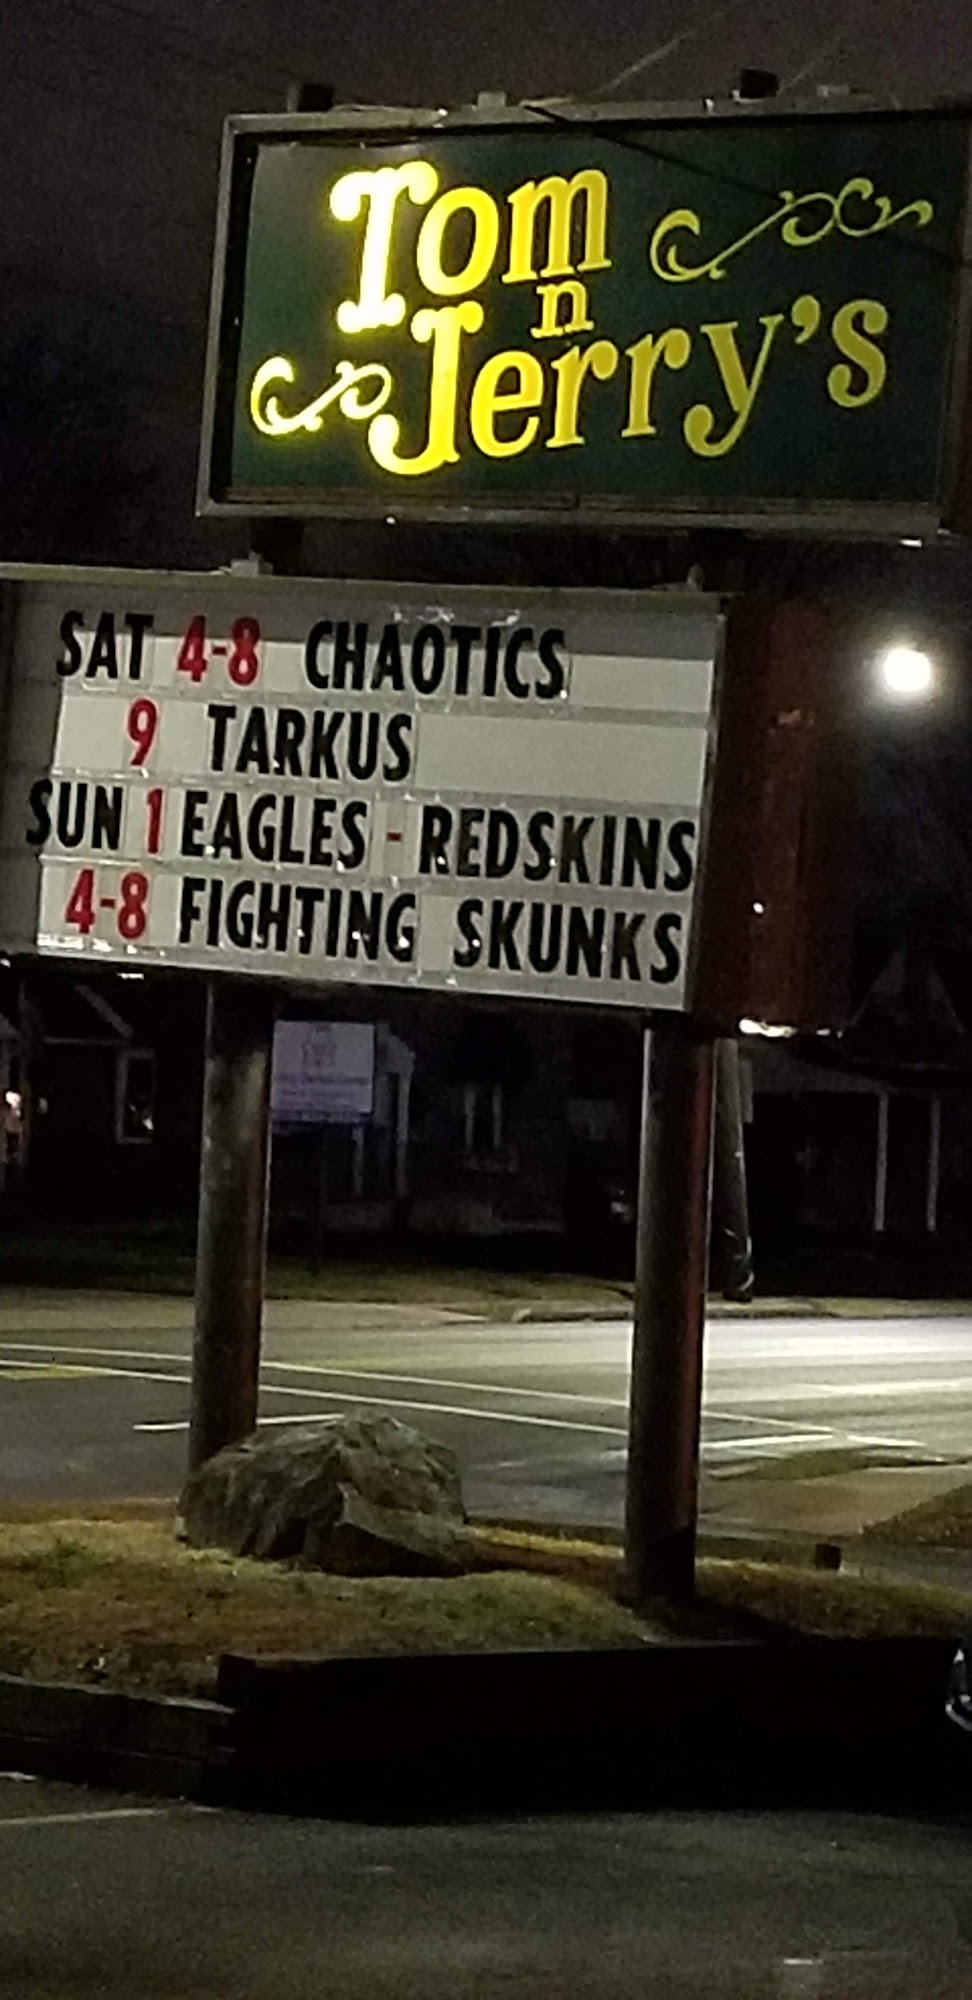 Tom
n
Jerry's
SAT 4-8 CHAOTICS
9 TARKUS
SUN 1 EAGLES - REDSKINS
4-8 FIGHTING SKUNKS